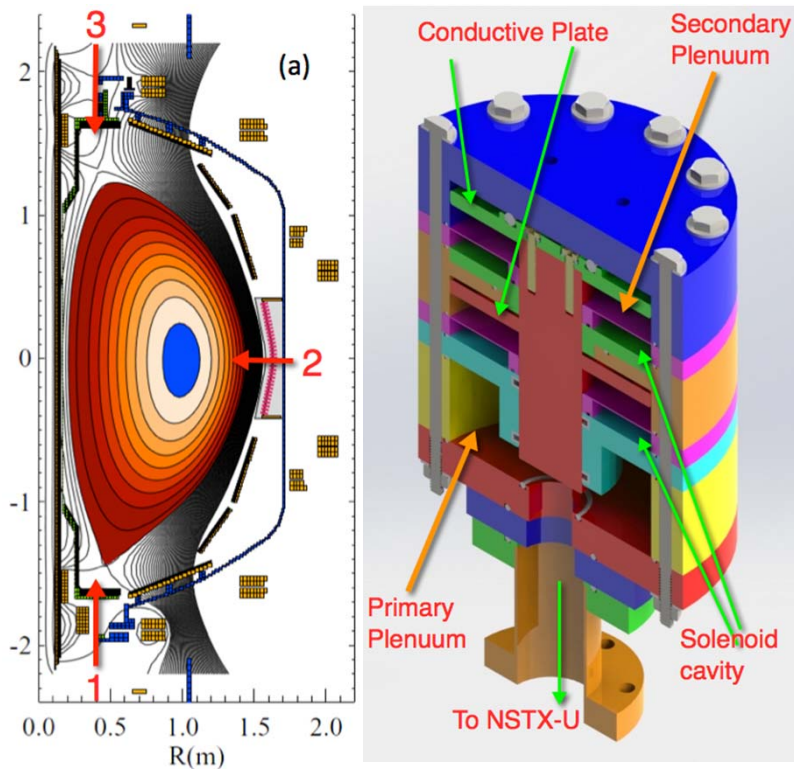 3
(a)
2
1
0
2
-1
-2
1
0.0
0.5
1.0
1.5
2.0
R(m)
Conductive Plate
Secondary
Plenuum
Primary
Plenuum
Solenoid
cavity
To NSTX-U